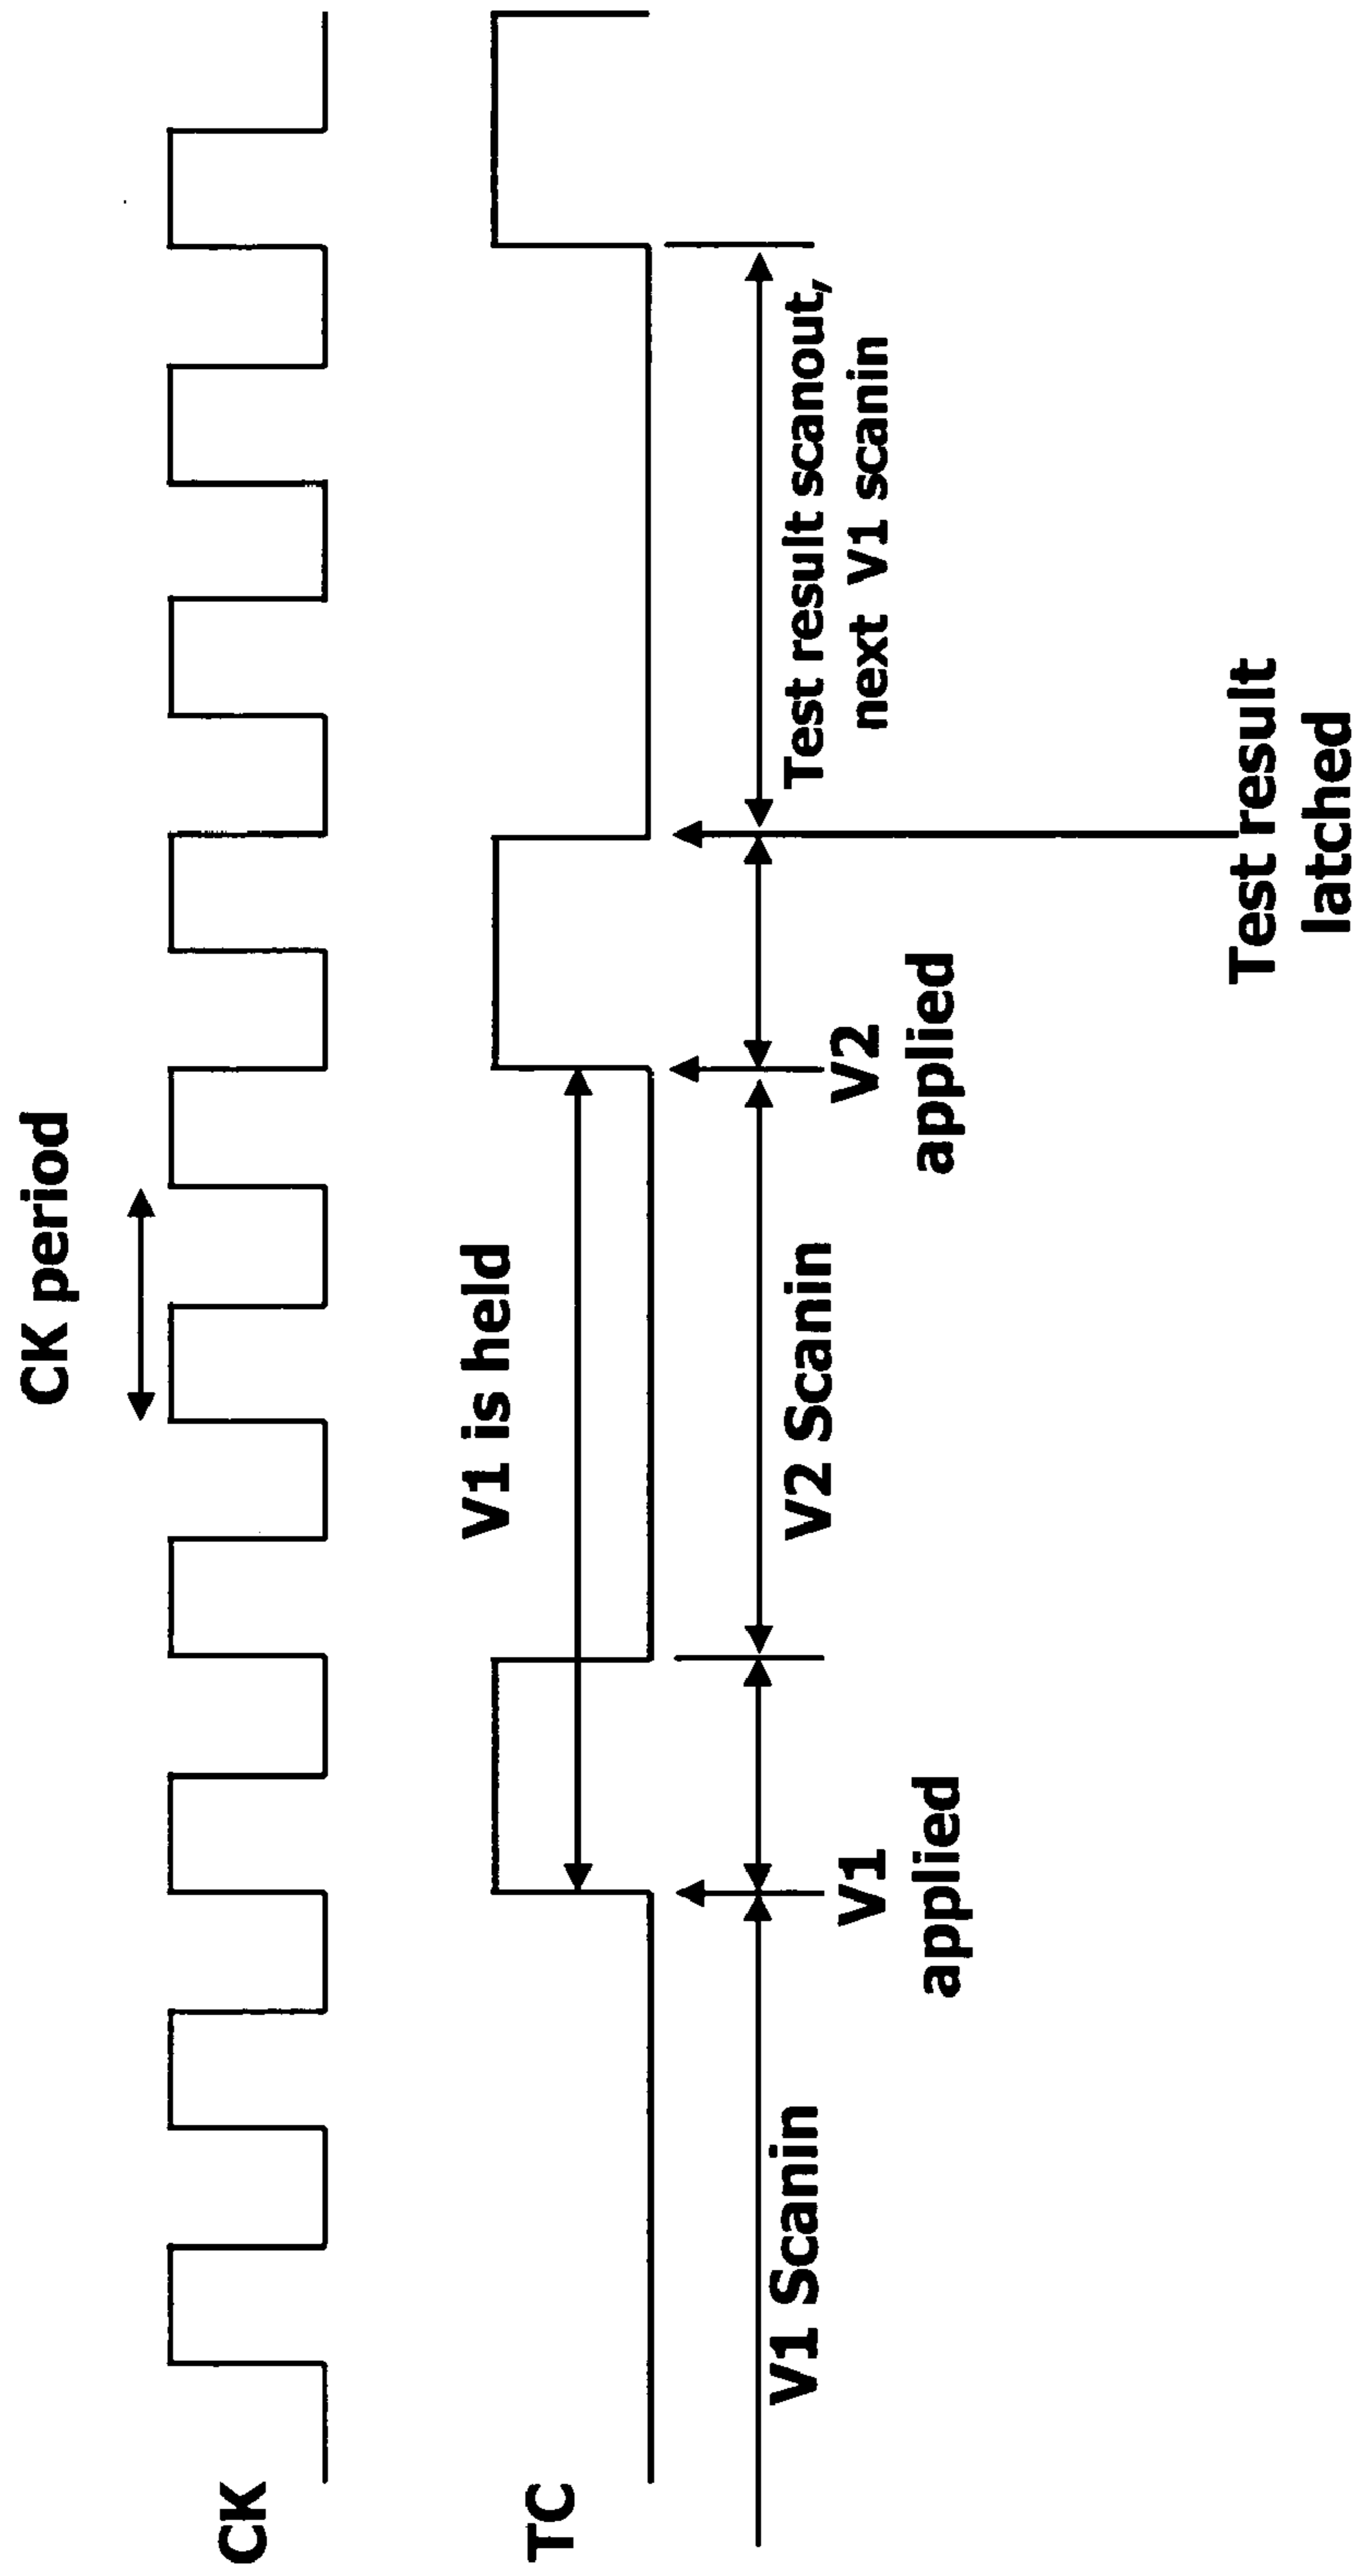 CK period
CK
V1 is held
TC
V1 Scanin
V1
applied
V2 Scanin
V2
applied
Test result scanout,
next V1 scanin
Test result
latched